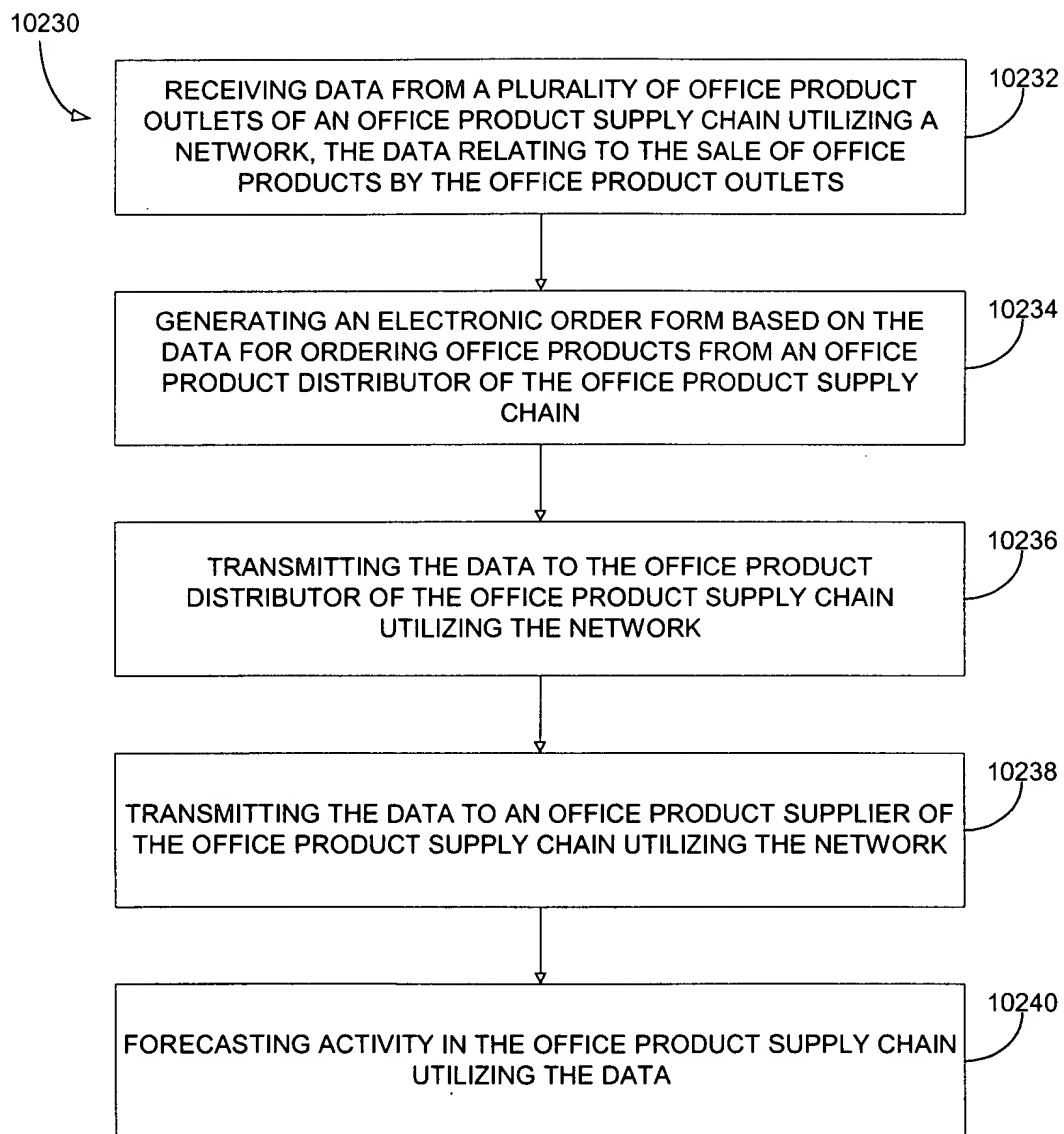 10230
10232
RECEIVING DATA FROM A PLURALITY OF OFFICE PRODUCT
OUTLETS OF AN OFFICE PRODUCT SUPPLY CHAIN UTILIZING A
NETWORK, THE DATA RELATING TO THE SALE OF OFFICE
PRODUCTS BY THE OFFICE PRODUCT OUTLETS
10234
GENERATING AN ELECTRONIC ORDER FORM BASED ON THE
DATA FOR ORDERING OFFICE PRODUCTS FROM AN OFFICE
PRODUCT DISTRIBUTOR OF THE OFFICE PRODUCT SUPPLY
CHAIN
10236
TRANSMITTING THE DATA TO THE OFFICE PRODUCT
DISTRIBUTOR OF THE OFFICE PRODUCT SUPPLY CHAIN
UTILIZING THE NETWORK
10238
TRANSMITTING THE DATA TO AN OFFICE PRODUCT SUPPLIER OF
THE OFFICE PRODUCT SUPPLY CHAIN UTILIZING THE NETWORK
10240
FORECASTING ACTIVITY IN THE OFFICE PRODUCT SUPPLY CHAIN
UTILIZING THE DATA